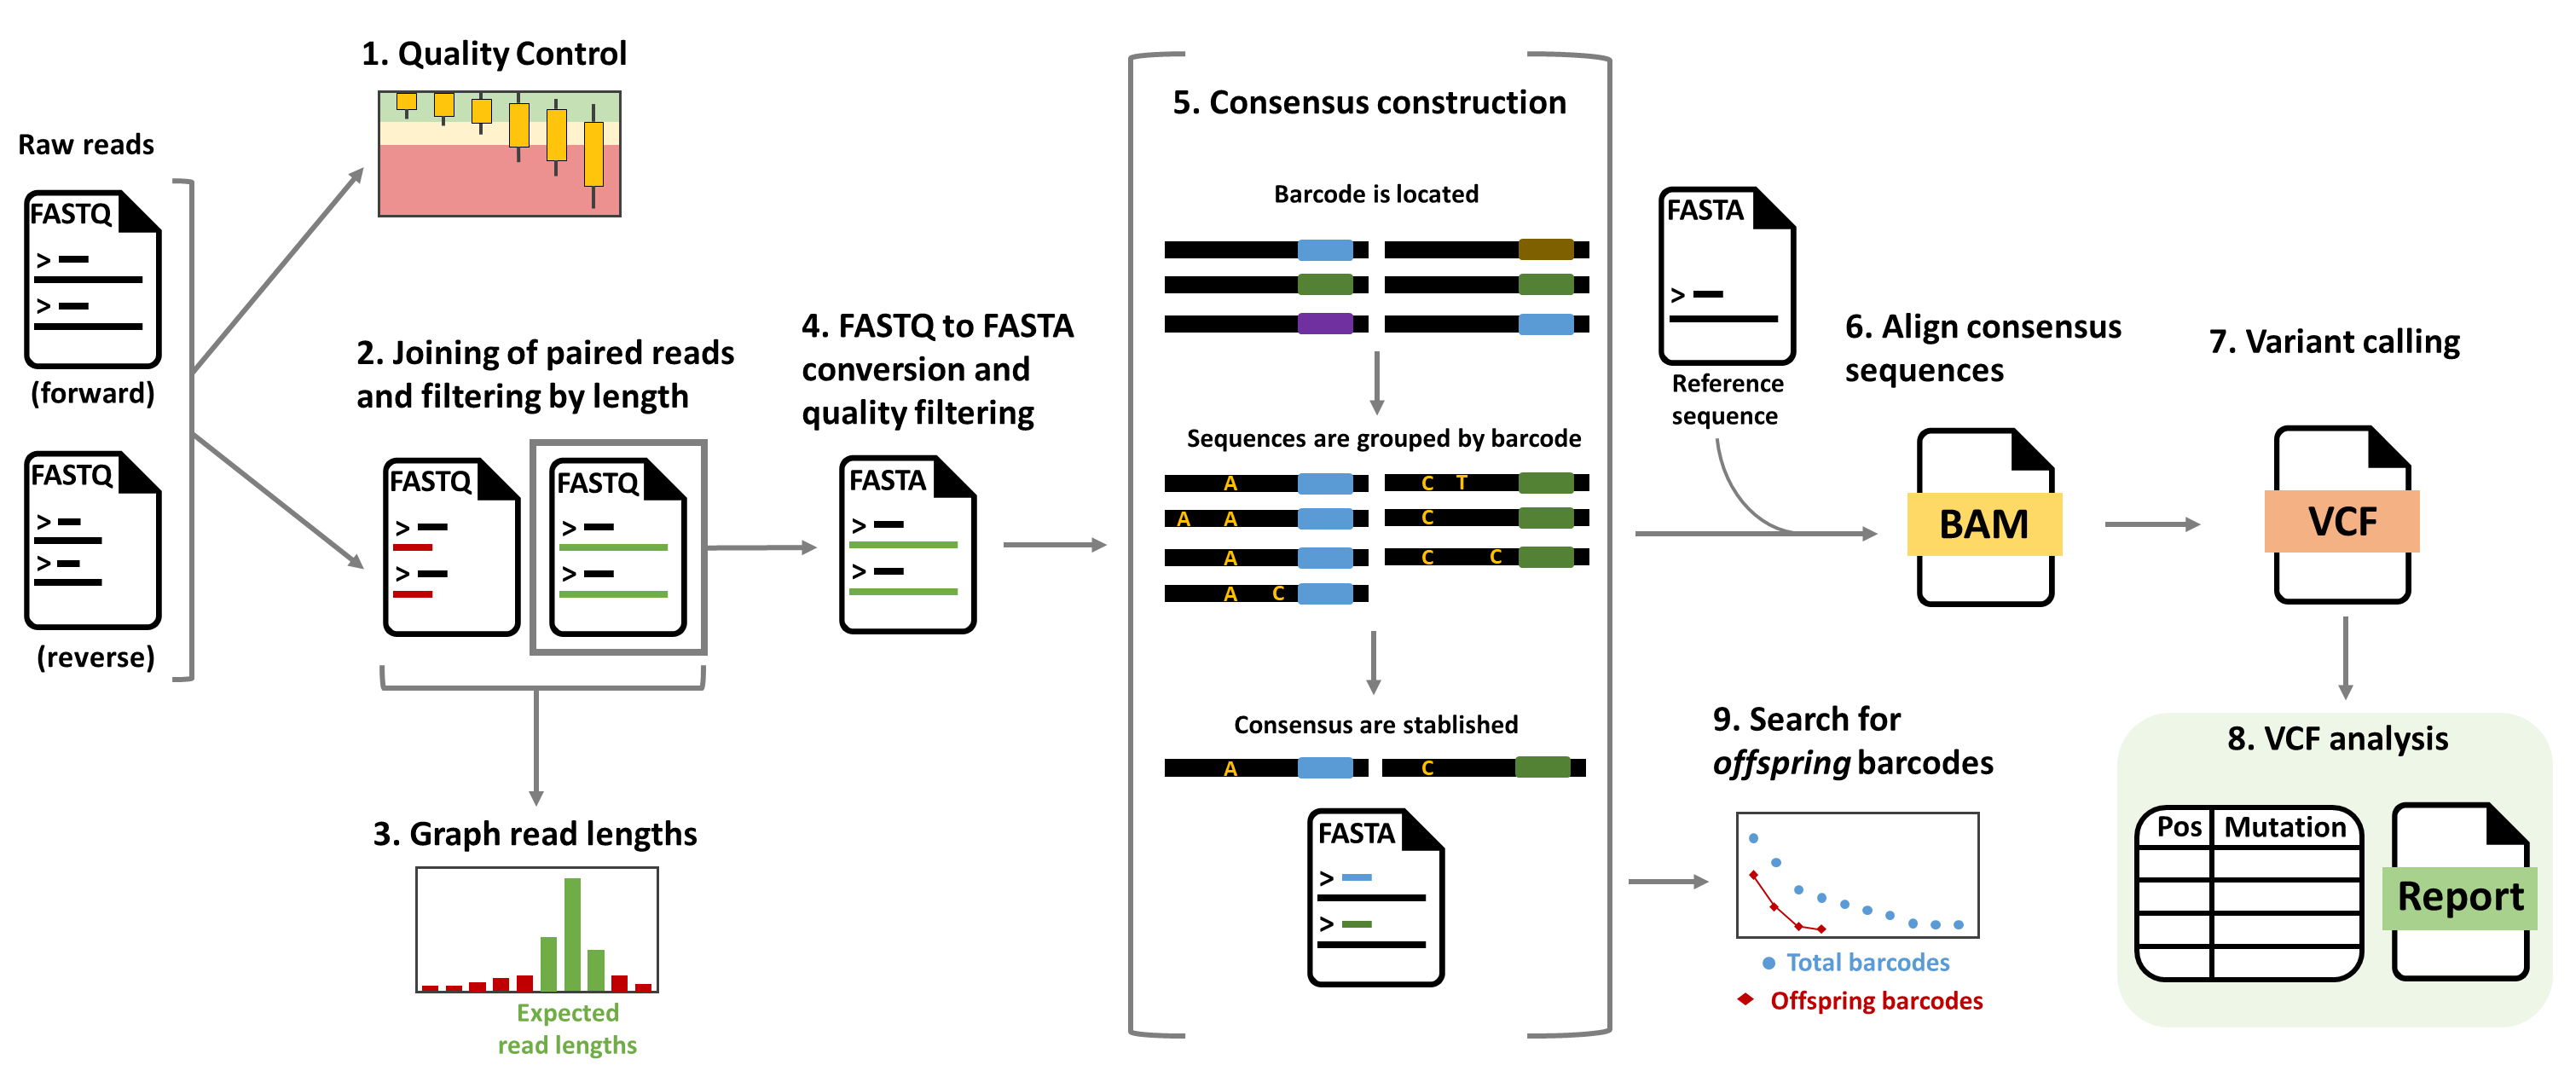 Raw reads
FASTQ
>
>
(forward)
FASTQ
>
>
(reverse)
1. Quality Control
2. Joining of paired reads
and filtering by length
FASTQ
>
>
FASTQ
>
>
3. Graph read lengths
Expected
read lengths
4. FASTQ to FASTA
conversion and
quality filtering
FASTA
>
>
5. Consensus construction
Barcode is located
Sequences are grouped by barcode
A
C T
A A
C
A
C C
A C
Consensus are stablished
A
C
FASTA
>
>
FASTA
>
Reference
sequence
6. Align consensus
sequences
BAM
7. Variant calling
VCF
8. VCF analysis
Pos Mutation
Report
9. Search for
offspring barcodes
Total barcodes
Offspring barcodes